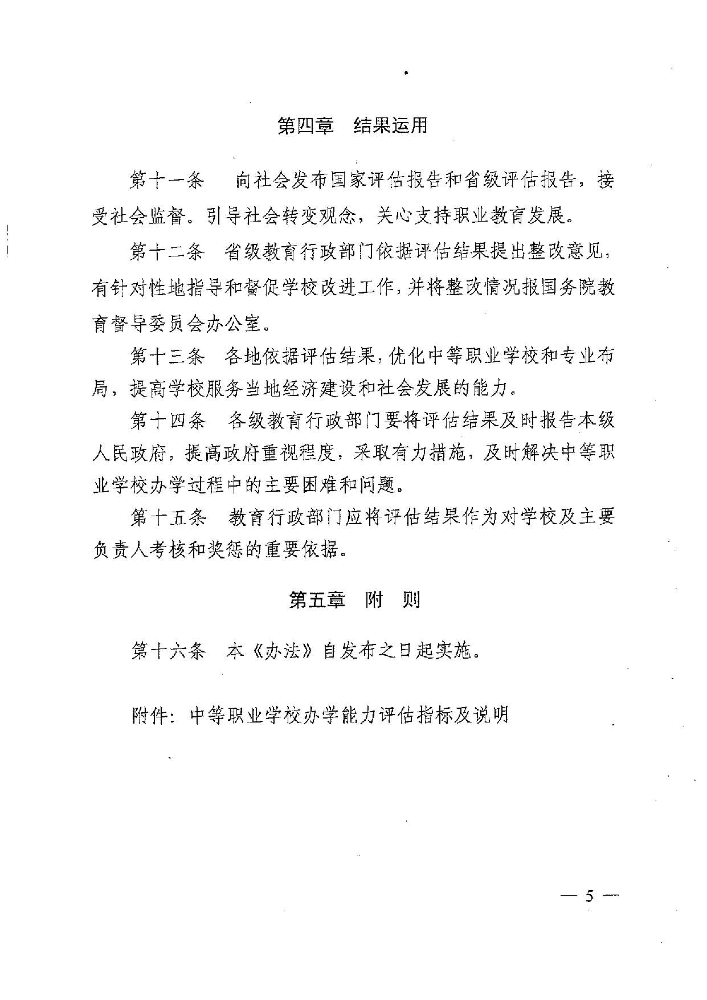 第四章 结果运用
第十一条 向社会发布国家评估报告和省级评估报告，接
受社会监督。引导社会转变观念，关心支持职业教育发展。
第十二条 省级教育行政部门依据评估结果提出整改意见，
有针对性地指导和督促学校改进工作，并将整改情况报国务院教
育督导委员会办公室。
第十三条 各地依据评估结果，优化中等职业学校和专业布
局，提高学校服务当地经济建设和社会发展的能力。
第十四条 各级教育行政部门要将评估结果及时报告本级
人民政府，提高政府重视程度，采取有力措施，及时解决中等职
业学校办学过程中的主要困难和问题。
第十五条 教育行政部门应将评估结果作为对学校及主要
负责人考核和奖惩的重要依据。
第五章 附 则
第十六条 本《办法》自发布之日起实施。
附件：中等职业学校办学能力评估指标及说明
— 5 —